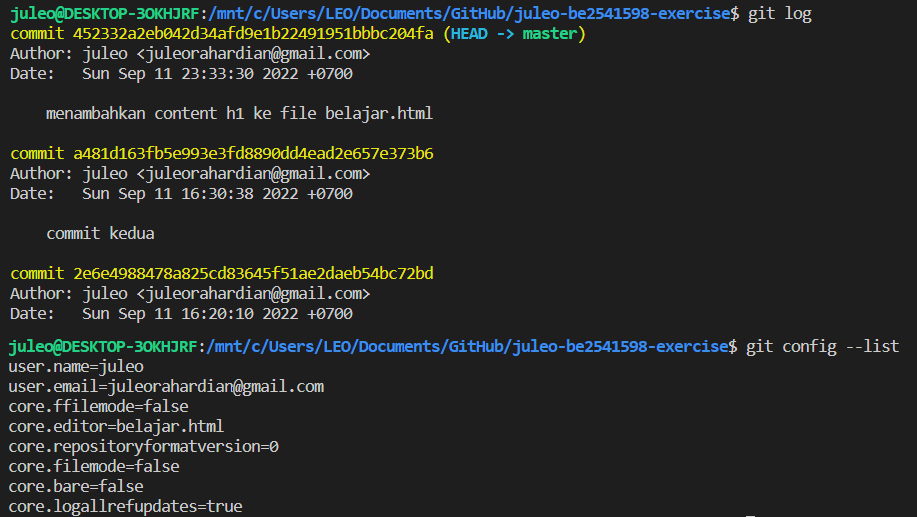 juleo@DESKTOP-3OKHJRF:/mnt/c/Users/LEO/Documents/GitHub/juleo-be2541598-exercise$ git log
commit 452332a2eb042d34afd9e1b22491951bbbc204fa (HEAD -> master)
Author: juleo <juleorahardian@gmail.com>
Date:   Sun Sep 11 23:33:30 2022 +0700
menambahkan content h1 ke file belajar.html
commit a481d163fb5e993e3fd8890dd4ead2e657e373b6
Author: juleo <juleorahardian@gmail.com>
Date:   Sun Sep 11 16:30:38 2022 +0700
commit kedua
commit 2e6e4988478a825cd83645f51ae2daeb54bc72bd
Author: juleo <juleorahardian@gmail.com>
Date:   Sun Sep 11 16:20:10 2022 +0700
juleo@DESKTOP-3OKHJRF:/mnt/c/Users/LEO/Documents/GitHub/juleo-be2541598-exercise$ git config --list
user.name=juleo
user.email=juleorahardian@gmail.com
core.ffilemode=false
core.editor=belajar.html
core.repositoryformatversion=0
core.filemode=false
core.bare=false
core.logallrefupdates=true